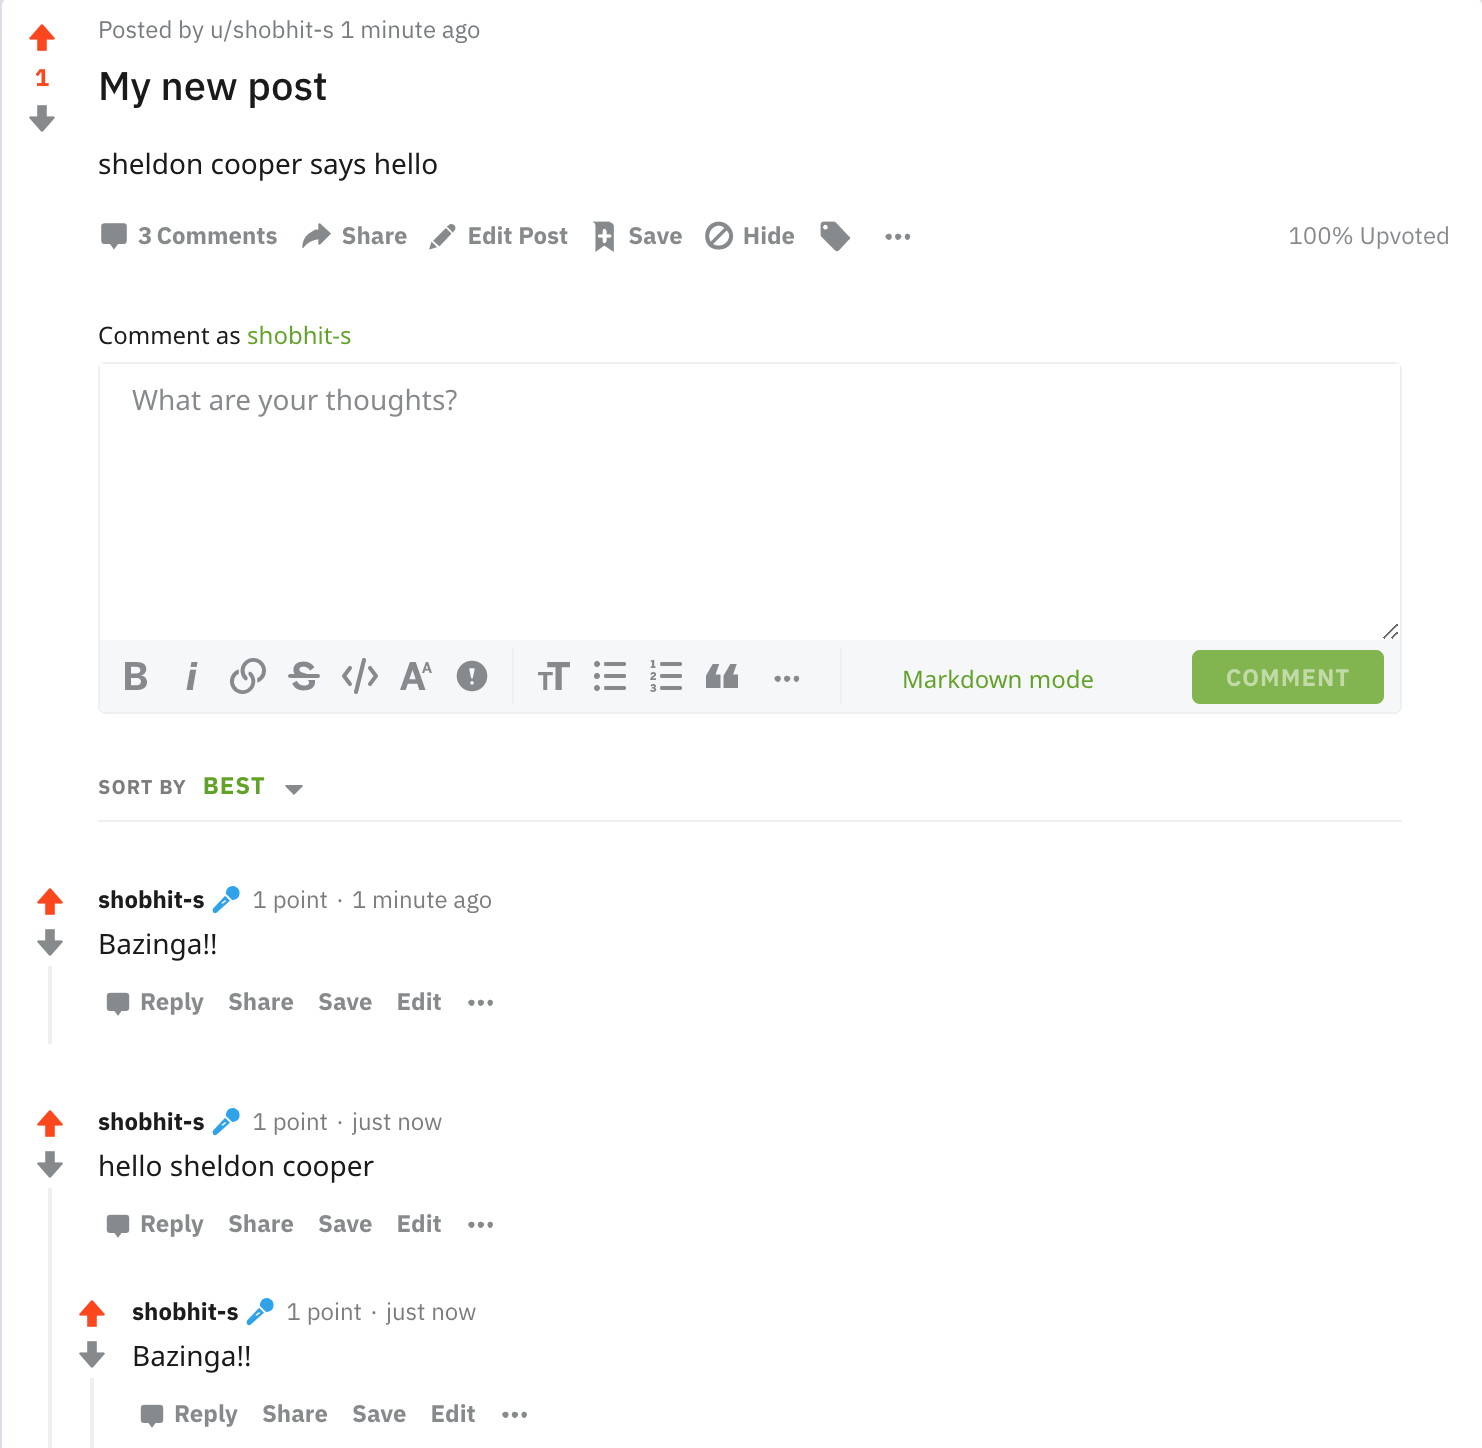 Posted by u/shobhit-s 1 minute ago
1
My new post
sheldon cooper says hello
3 Comments Share Edit Post Save Hide 100% Upvoted
Comment as shobhit-s
What are your thoughts?
Markdown mode COMMENT
SORT BY BEST
shobhit-s 1 point · 1 minute ago
Bazinga!!
Reply Share Save Edit
shobhit-s 1 point · just now
hello sheldon cooper
Reply Share Save Edit
shobhit-s 1 point · just now
Bazinga!!
Reply Share Save Edit